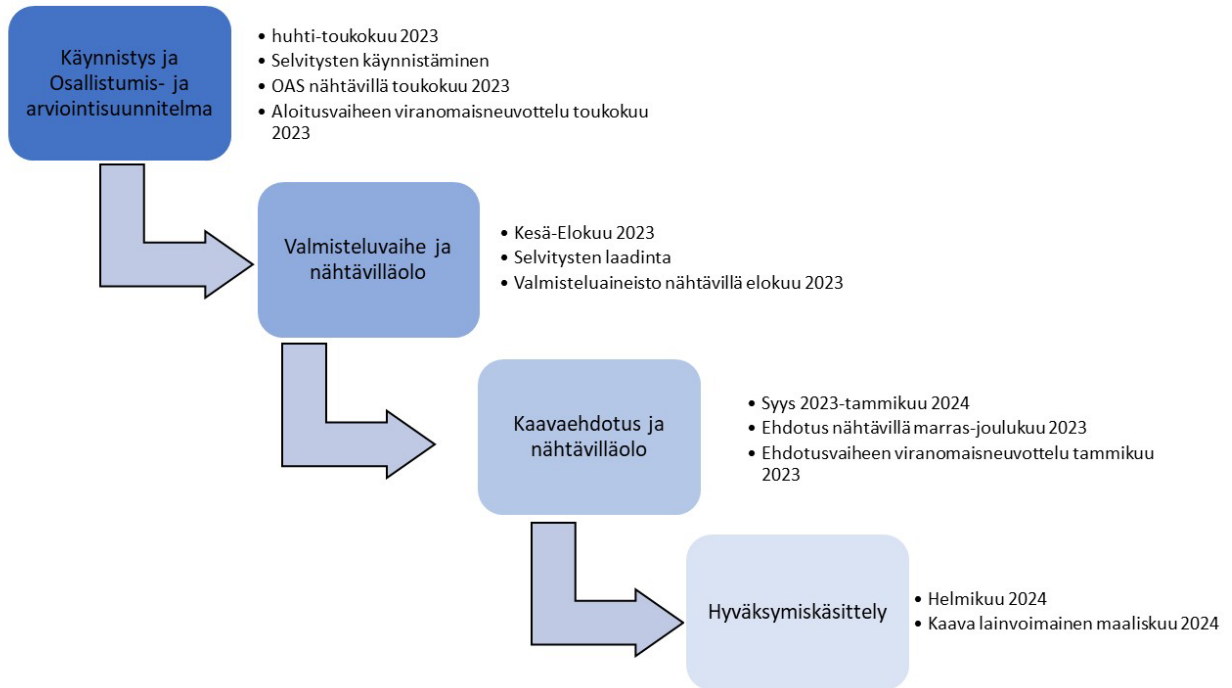 Käynnistys ja
Osallistumis- ja
arviointisuunnitelma
• huhti-toukokuu 2023
• Selvitysten käynnistäminen
• OAS nähtävillä toukokuu 2023
• Aloitusvaiheen viranomaisneuvottelu toukokuu
2023
Valmisteluvaihe ja
nähtävilläolo
• Kesä-Elokuu 2023
• Selvitysten laadinta
• Valmisteluaineisto nähtävillä elokuu 2023
Kaavaehdotus ja
nähtävilläolo
• Syys 2023-tammikuu 2024
• Ehdotus nähtävillä marras-joulukuu 2023
• Ehdotusvaiheen viranomaisneuvottelu tammikuu
2023
Hyväksymiskäsittely
• Helmikuu 2024
• Kaava lainvoimainen maaliskuu 2024